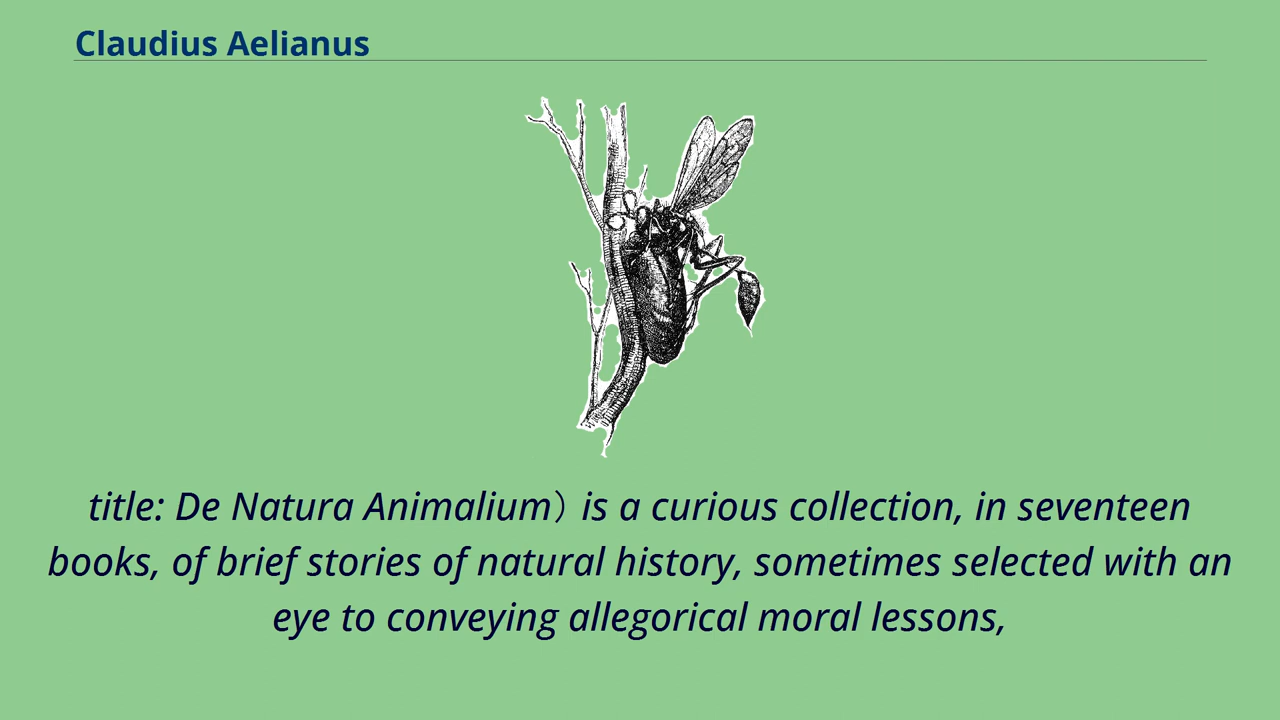 Claudius Aelianus
title: De Natura Animalium) is a curious collection, in seventeen
books, of brief stories of natural history, sometimes selected with an
eye to conveying allegorical moral lessons,